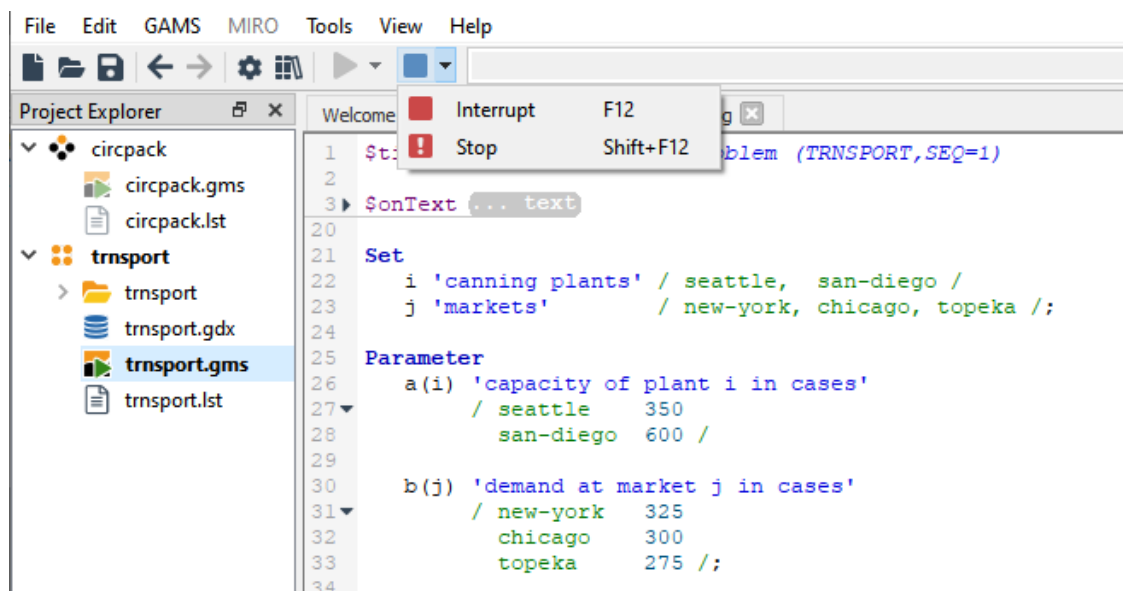 File Edit GAMS MIRO Tools View Help
Project Explorer
Welcome
g
Interrupt F12
Stop Shift+F12
circpack
circpack.gms
circpack.lst
trnsport
trnsport
trnsport.gdx
trnsport.gms
trnsport.lst
1 $ti blem (TRNSPORT,SEQ=1)
2
3 $onText ... text
20
21 Set
22 i 'canning plants' / seattle, san-diego /
23 j 'markets' / new-york, chicago, topeka /;
24
25 Parameter
26 a(i) 'capacity of plant i in cases'
27 / seattle 350
28 san-diego 600 /
29
30 b(j) 'demand at market j in cases'
31 / new-york 325
32 chicago 300
33 topeka 275 /;
34